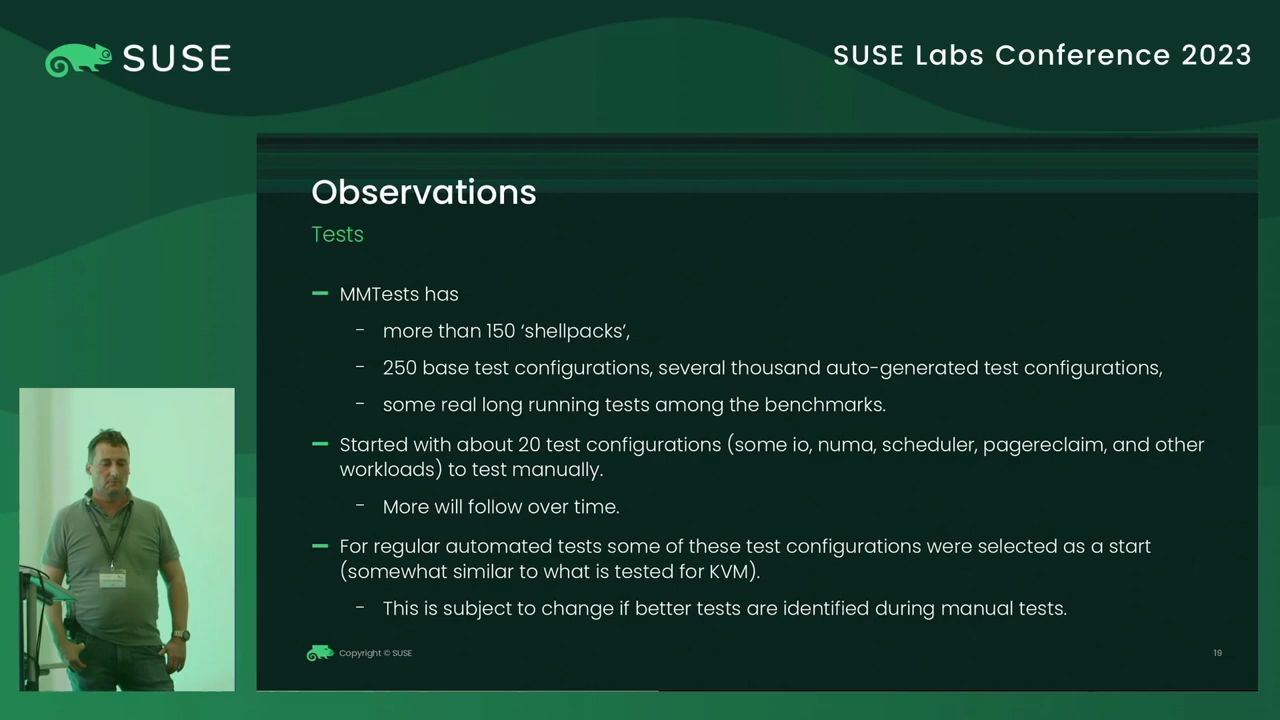 SUSE
SUSE Labs Conference 2023
Observations
Tests
MMTests has
- more than 150 ‘shellpacks’,
- 250 base test configurations, several thousand auto-generated test configurations,
- some real long running tests among the benchmarks.
Started with about 20 test configurations (some io, numa, scheduler, pagereclaim, and other
workloads) to test manually.
- More will follow over time.
For regular automated tests some of these test configurations were selected as a start
(somewhat similar to what is tested for KVM).
- This is subject to change if better tests are identified during manual tests.
Copyright © SUSE
19